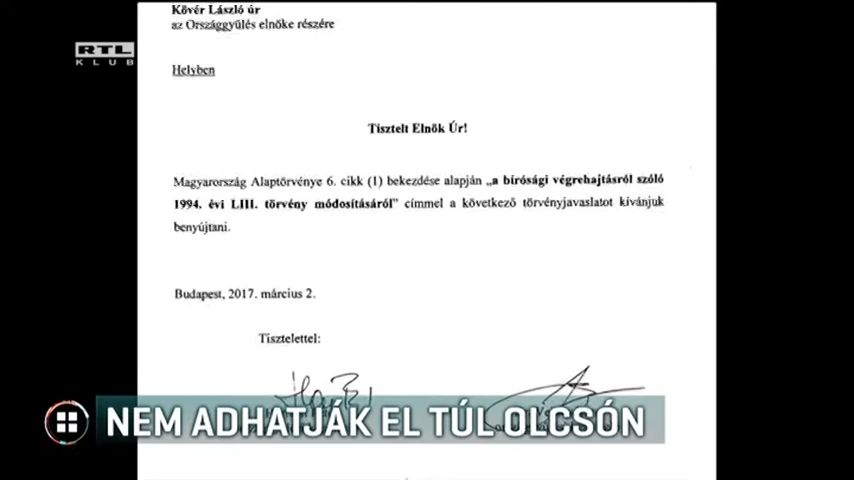 Kövér László úr
az Országgyűlés elnöke részére
RTL
KLUB
Helyben
Tisztelt Elnök Úr!
Magyarország Alaptörvénye 6. cikk (1) bekezdése alapján „a bírósági végrehajtásról szóló
1994. évi LIII. törvény módosításáról” címmel a következő törvényjavaslatot kívánjuk
benyújtani.
Budapest, 2017. március 2.
Tisztelettel:
NEM ADHATJÁK EL TÚL OLCSÓN